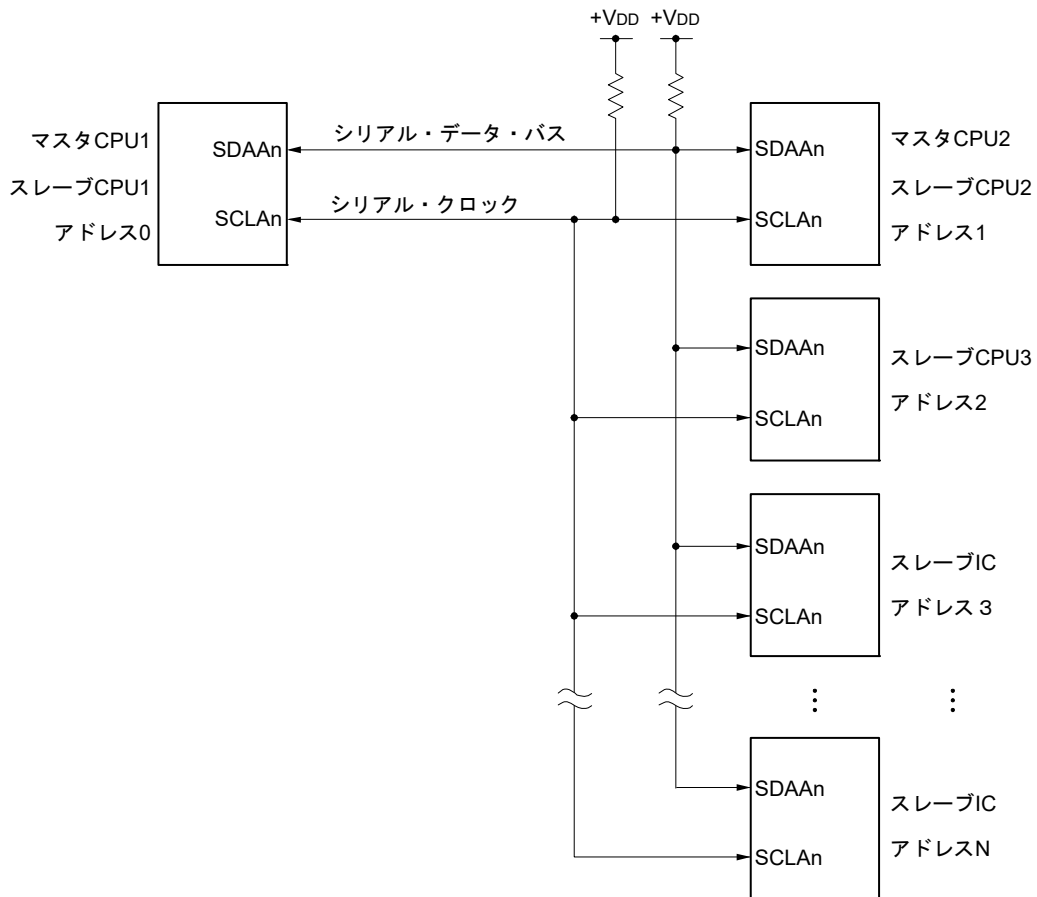 +VDD +VDD
マスタCPU1
スレーブCPU1
アドレス0
SDAAn
SCLAn
シリアル・データ・バス
シリアル・クロック
SDAAn
SCLAn
マスタCPU2
スレーブCPU2
アドレス1
SDAAn
SCLAn
スレーブCPU3
アドレス2
SDAAn
SCLAn
スレーブIC
アドレス３
SDAAn
SCLAn
スレーブIC
アドレスN